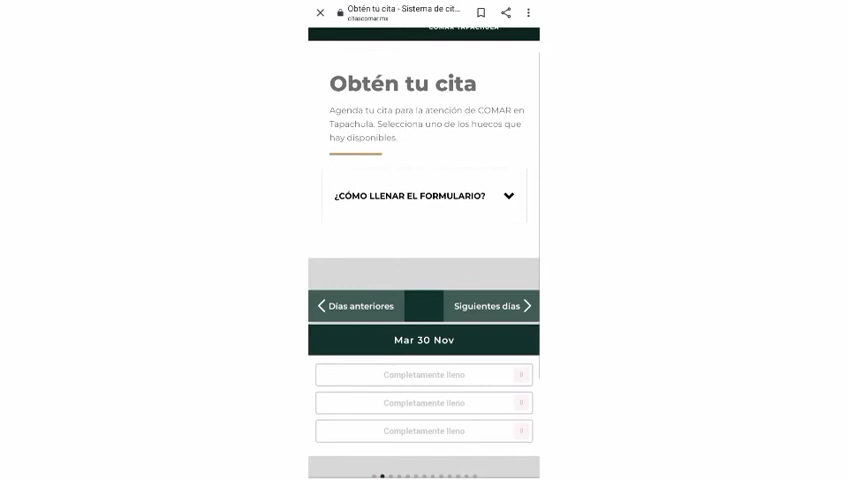 Obtén tu cita - Sistema de cit...
citascomar.mx
COMAR TAPACHULA
Obtén tu cita
Agenda tu cita para la atención de COMAR en
Tapachula. Selecciona uno de los huecos que
hay disponibles.
¿CÓMO LLENAR EL FORMULARIO?
Días anteriores
Siguientes días
Mar 30 Nov
Completamente lleno 0
Completamente lleno 0
Completamente lleno 0